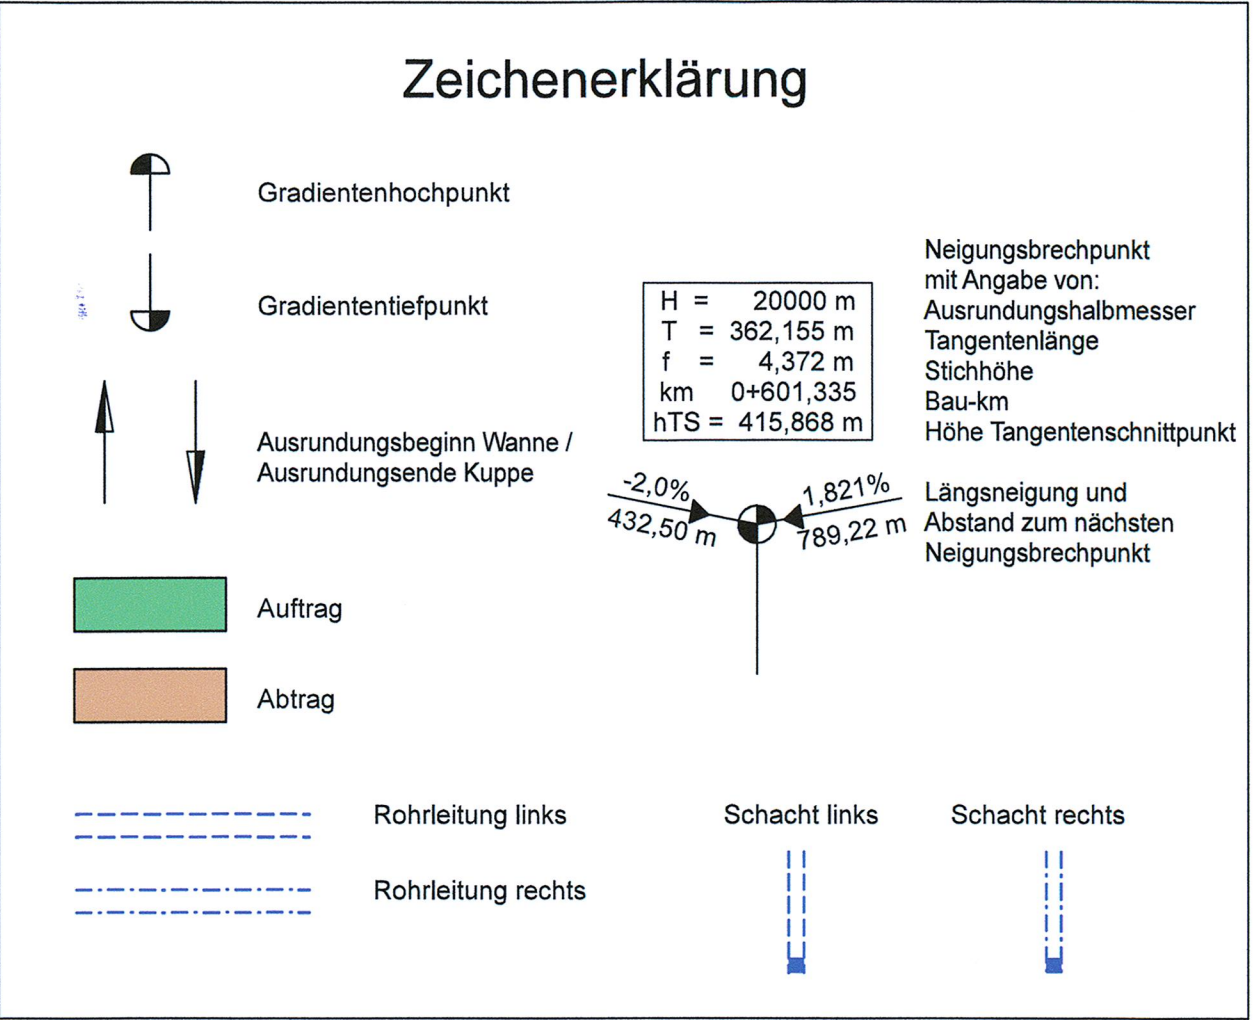 Zeichenerklärung
Gradientenhochpunkt
Gradiententiefpunkt
Ausrundungsbeginn Wanne /
Ausrundungsende Kuppe
Auftrag
Abtrag
H = 20000 m
T = 362,155 m
f = 4,372 m
km 0+601,335
hTS = 415,868 m
Neigungsbrechpunkt
mit Angabe von:
Ausrundungshalbmesser
Tangentenlänge
Stichhöhe
Bau-km
Höhe Tangentenschnittpunkt
-2,0%
432,50 m
1,821%
789,22 m
Längsneigung und
Abstand zum nächsten
Neigungsbrechpunkt
Rohrleitung links
Rohrleitung rechts
Schacht links
Schacht rechts